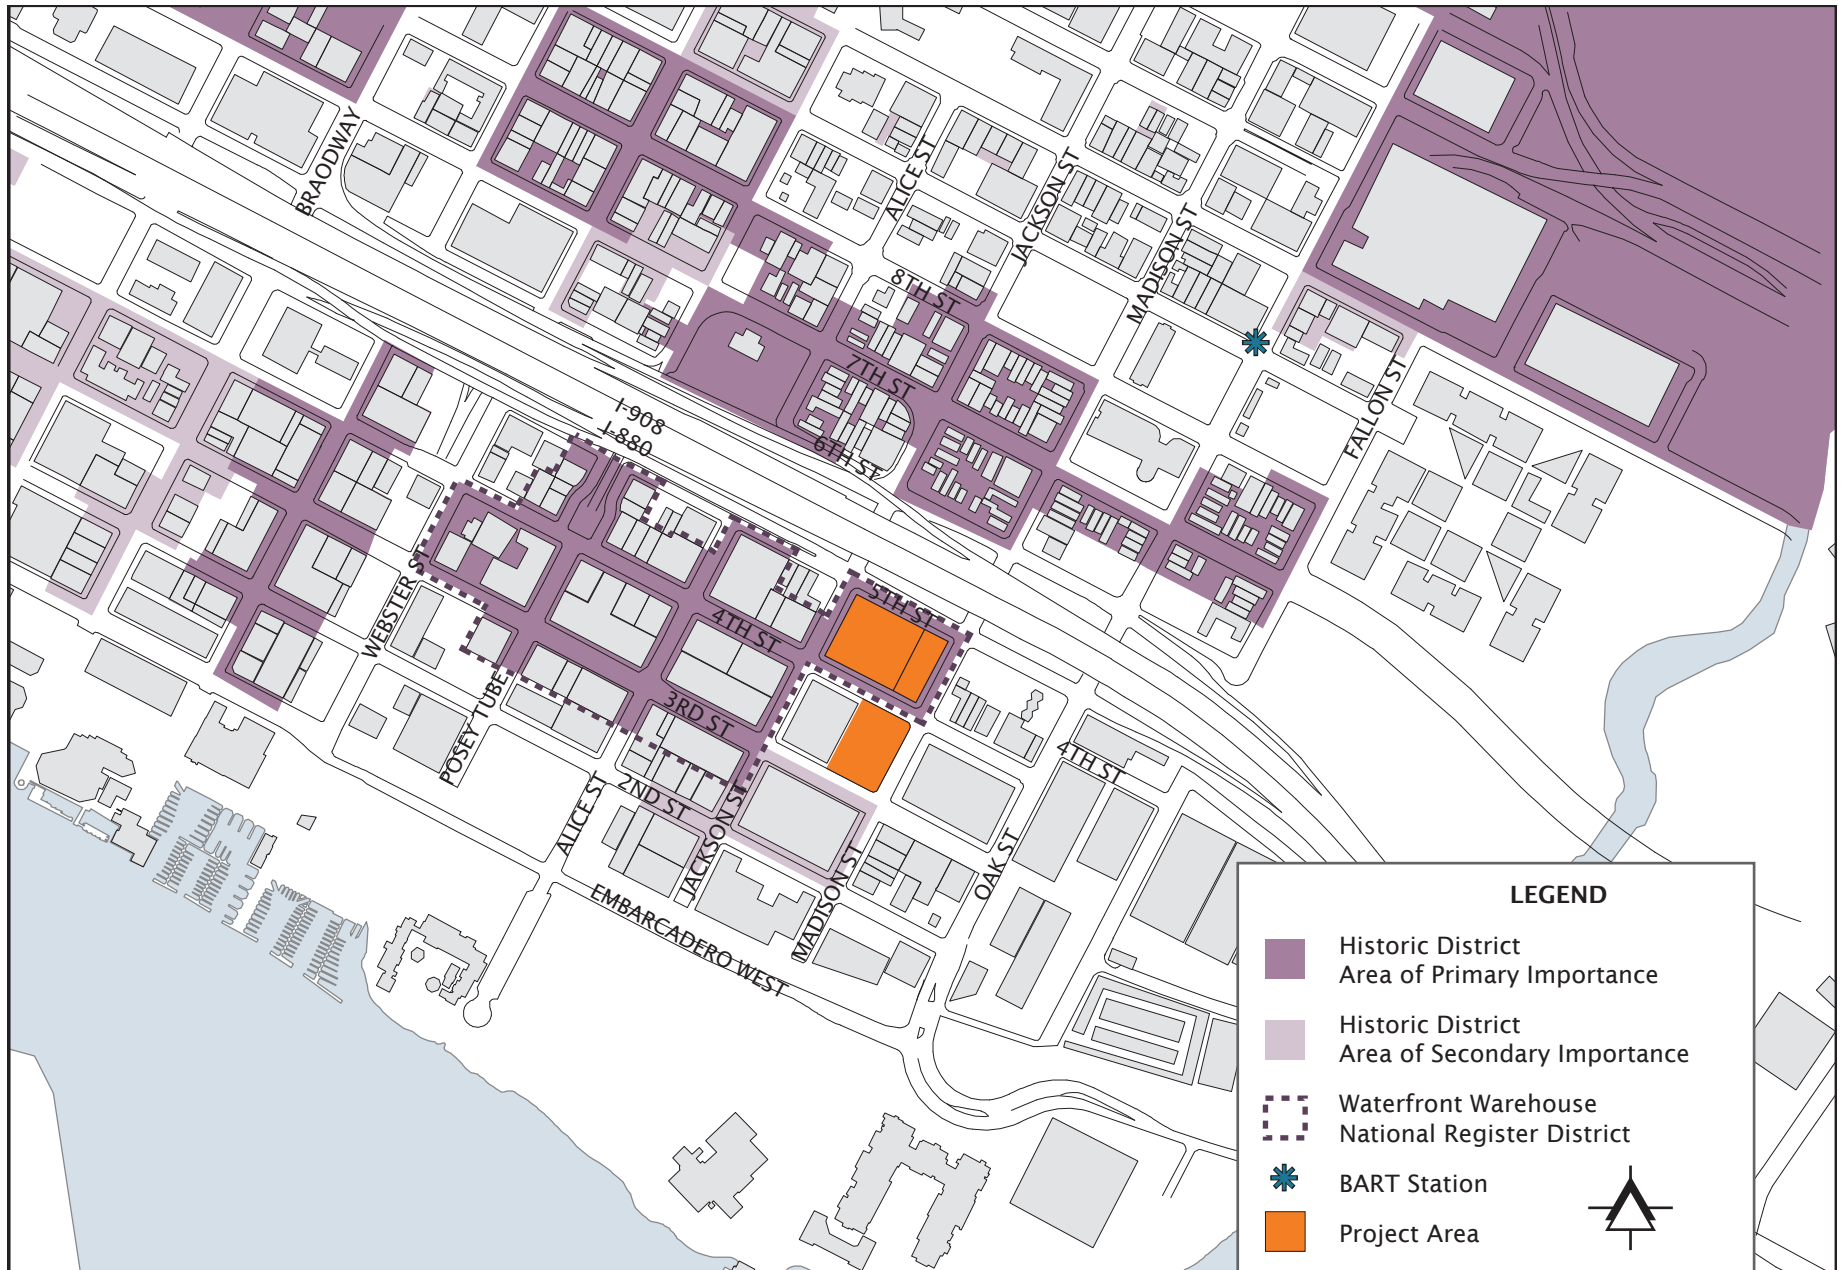 BRAODWAY
ALICE ST
JACKSON ST
MADISON ST
8TH ST
7TH ST
FALLON ST
I-908
I-880
6TH ST
WEBSTER ST
5TH ST
4TH ST
3RD ST
POSEY TUBE
4TH ST
2ND ST
ALICE ST
JACKSON ST
MADISON ST
OAK ST
EMBARCADERO WEST
LEGEND
Historic District
Area of Primary Importance
Historic District
Area of Secondary Importance
Waterfront Warehouse
National Register District
BART Station
Project Area